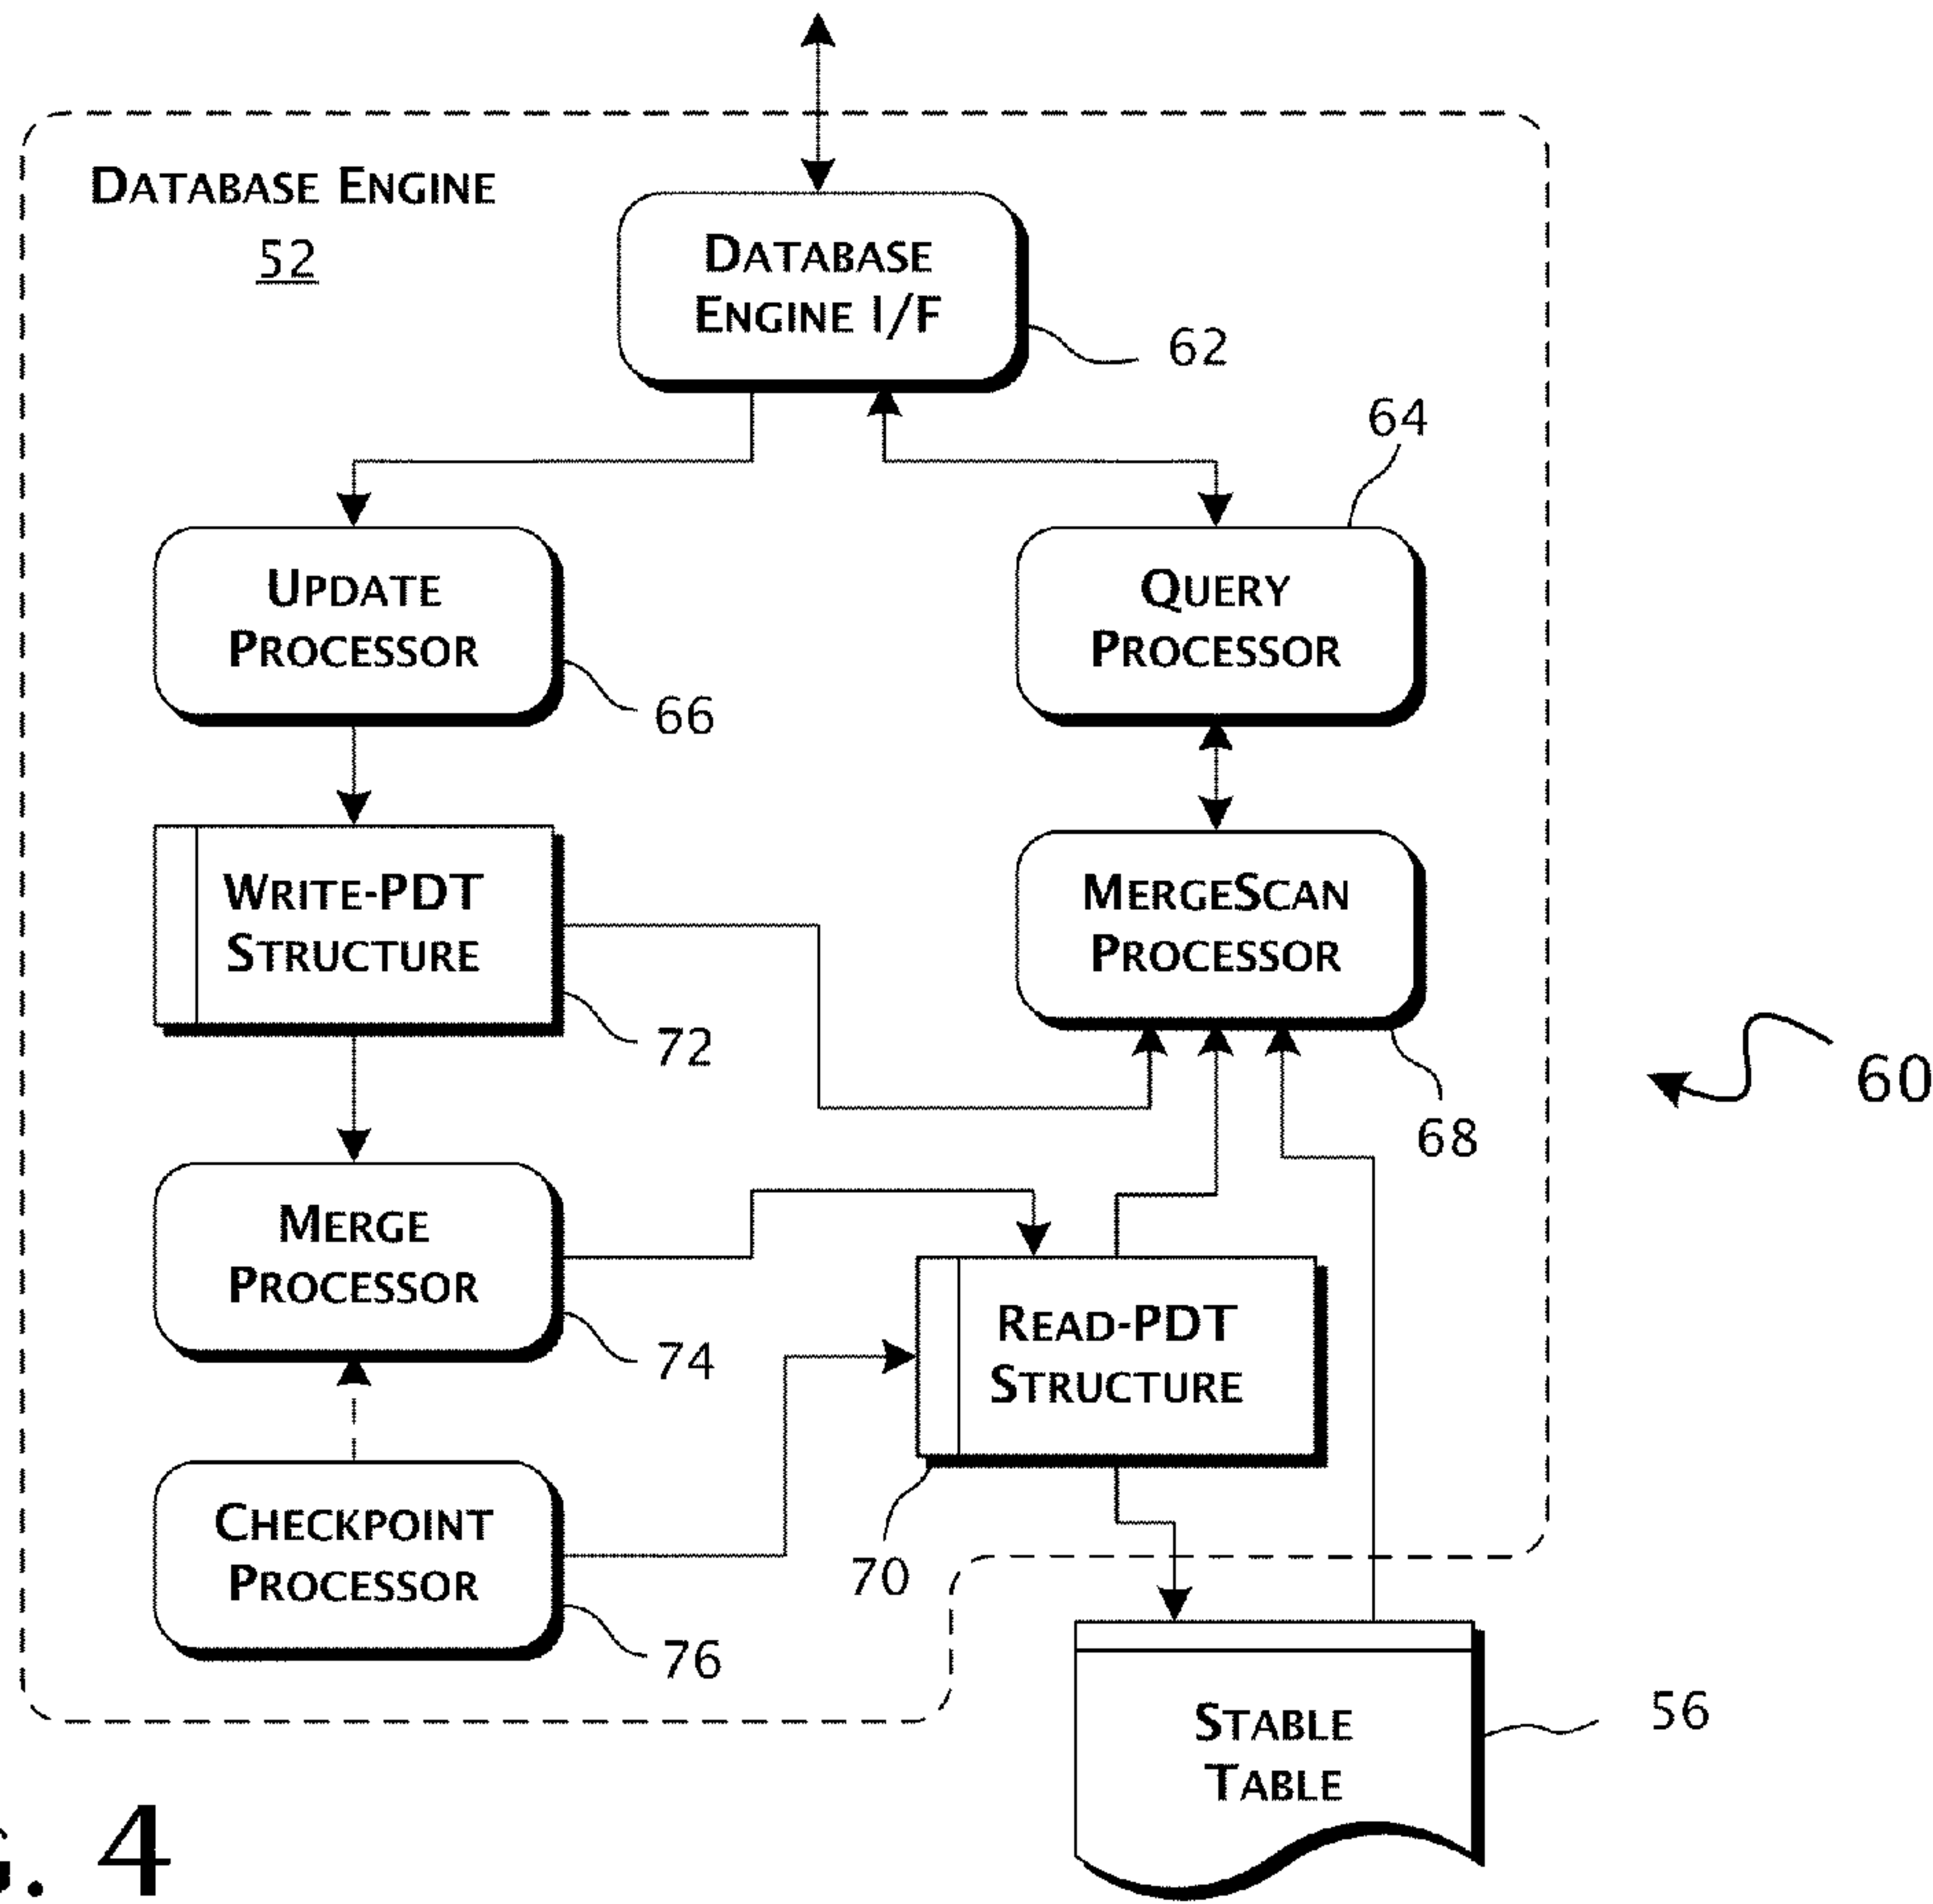 DATABASE ENGINE
52
DATABASE
ENGINE I/F
62
64
UPDATE
PROCESSOR
66
QUERY
PROCESSOR
WRITE-PDT
STRUCTURE
72
MERGESCAN
PROCESSOR
68
60
MERGE
PROCESSOR
74
READ-PDT
STRUCTURE
70
CHECKPOINT
PROCESSOR
76
STABLE
TABLE
56
G. 4